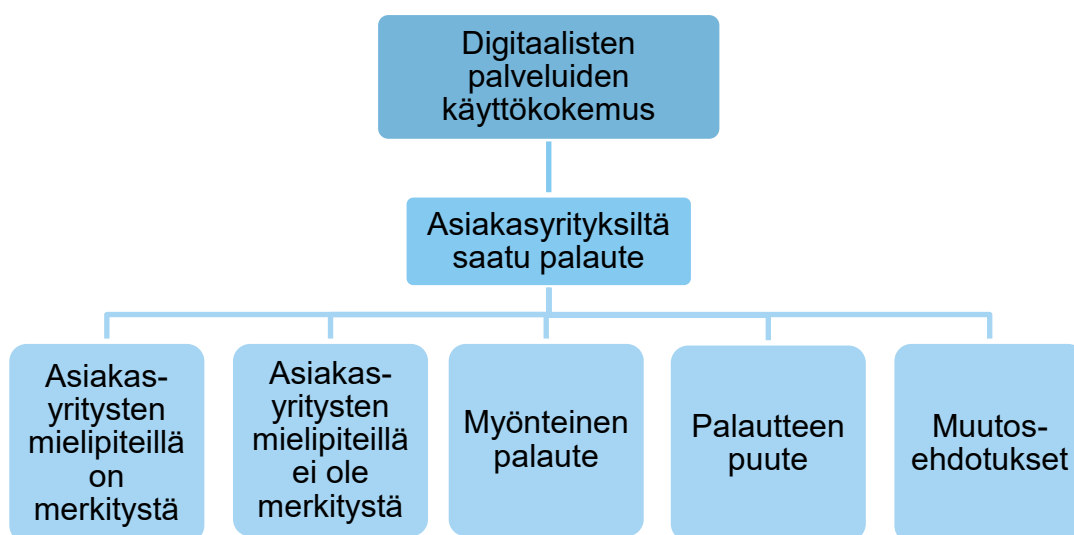 Digitaalisten
palveluiden
käyttökokemus
Asiakasyrityksiltä
saatu palaute
Asiakas-
yritysten
mielipiteillä
on
merkitystä
Asiakas-
yritysten
mielipiteillä
ei ole
merkitystä
Myönteinen
palaute
Palautteen
puute
Muutos-
ehdotukset